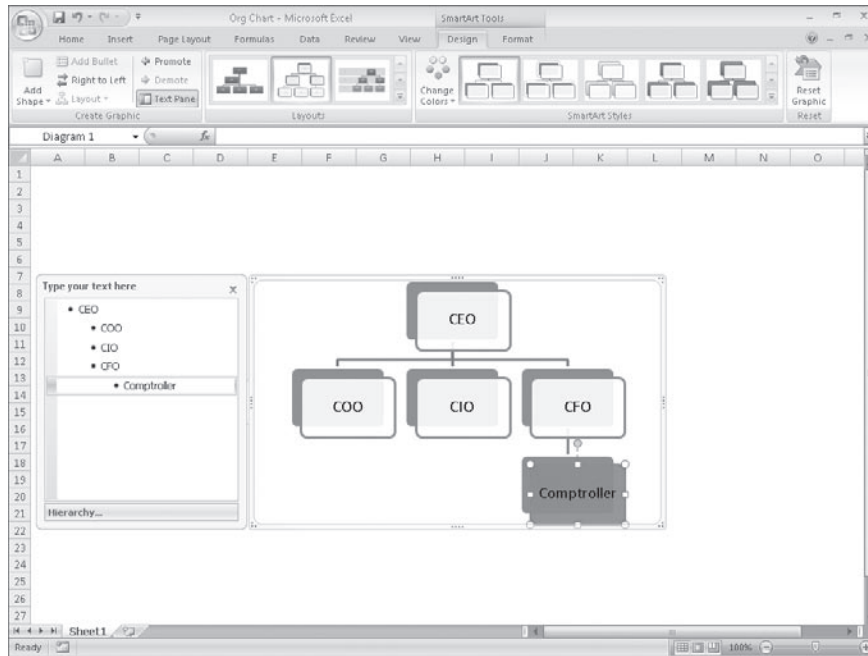 Org Chart - Microsoft Excel
SmartArt Tools
Home Insert Page Layout Formulas Data Review View Design Format
Add Shape
Add Bullet
Right to Left
Layout
Promote
Demote
Text Pane
Create Graphic
Layouts
Change Colors
SmartArt Styles
Reset Graphic
Reset
Diagram 1
fx
A B C D E F G H I J K L M N O
1
2
3
4
5
6
7
8
9
10
11
12
13
14
15
16
17
18
19
20
21
22
23
24
25
26
27
Type your text here
X
• CEO
• COO
• CIO
• CFO
• Comptroller
Hierarchy...
CEO
COO CIO CFO
Comptroller
Sheet1
Ready
100%